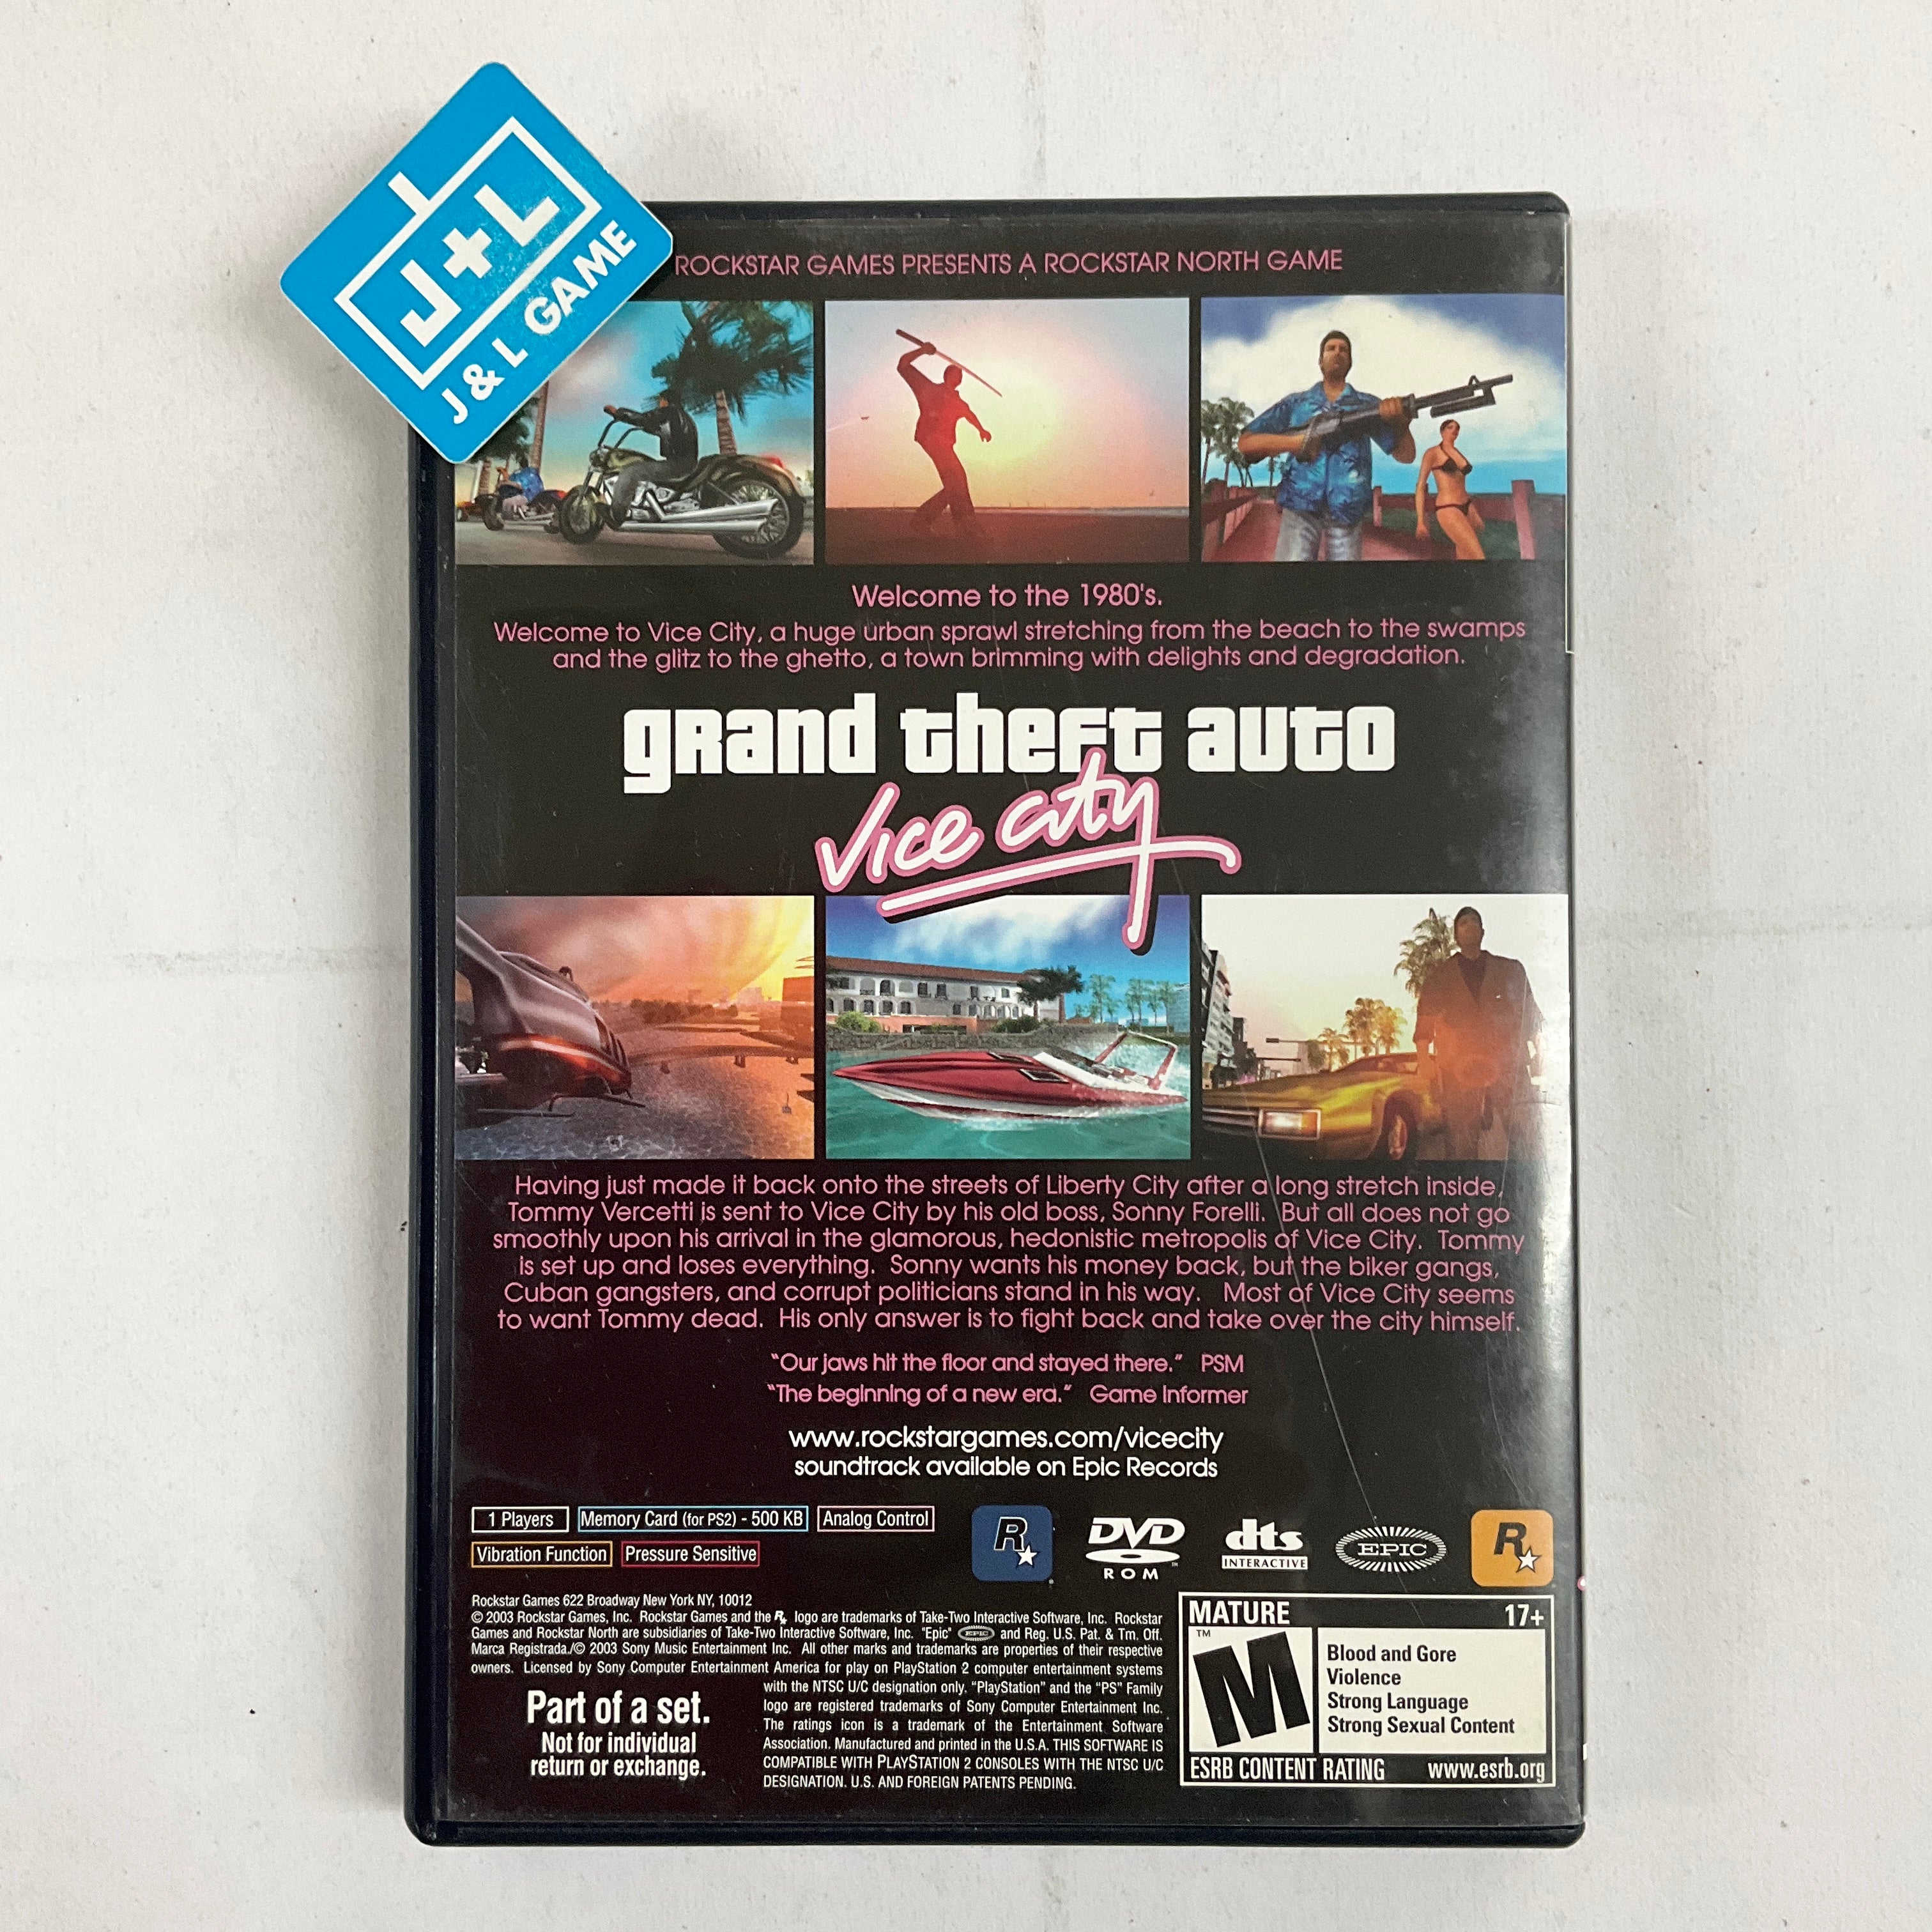 J+L
J & L GAME
ROCKSTAR GAMES PRESENTS A ROCKSTAR NORTH GAME
Welcome to the 1980's.
Welcome to Vice City, a huge urban sprawl stretching from the beach to the swamps
and the glitz to the ghetto, a town brimming with delights and degradation.
grand theft auto
vice city
Having just made it back onto the streets of Liberty City after a long stretch inside,
Tommy Vercetti is sent to Vice City by his old boss, Sonny Forelli. But all does not go
smoothly upon his arrival in the glamorous, hedonistic metropolis of Vice City. Tommy
is set up and loses everything. Sonny wants his money back, but the biker gangs,
Cuban gangsters, and corrupt politicians stand in his way. Most of Vice City seems
to want Tommy dead. His only answer is to fight back and take over the city himself.
"Our jaws hit the floor and stayed there." PSM
"The beginning of a new era." Game Informer
www.rockstargames.com/vicecity
soundtrack available on Epic Records
1 Players Memory Card (for PS2) - 500 KB Analog Control
Vibration Function Pressure Sensitive
R DVD ROM dts INTERACTIVE EPIC R
Rockstar Games 622 Broadway New York NY, 10012
© 2003 Rockstar Games, Inc. Rockstar Games and the R logo are trademarks of Take-Two Interactive Software, Inc. Rockstar
Games and Rockstar North are subsidiaries of Take-Two Interactive Software, Inc. "Epic" EPIC and Reg. U.S. Pat. & Tm. Off.
Marca Registrada./© 2003 Sony Music Entertainment Inc. All other marks and trademarks are properties of their respective
owners. Licensed by Sony Computer Entertainment America for play on PlayStation 2 computer entertainment systems
with the NTSC U/C designation only. "PlayStation" and the "PS" Family
logo are registered trademarks of Sony Computer Entertainment Inc.
The ratings icon is a trademark of the Entertainment Software
Association. Manufactured and printed in the U.S.A. THIS SOFTWARE IS
COMPATIBLE WITH PLAYSTATION 2 CONSOLES WITH THE NTSC U/C
DESIGNATION. U.S. AND FOREIGN PATENTS PENDING.
Part of a set.
Not for individual
return or exchange.
MATURE 17+
TM
M
Blood and Gore
Violence
Strong Language
Strong Sexual Content
ESRB CONTENT RATING www.esrb.org